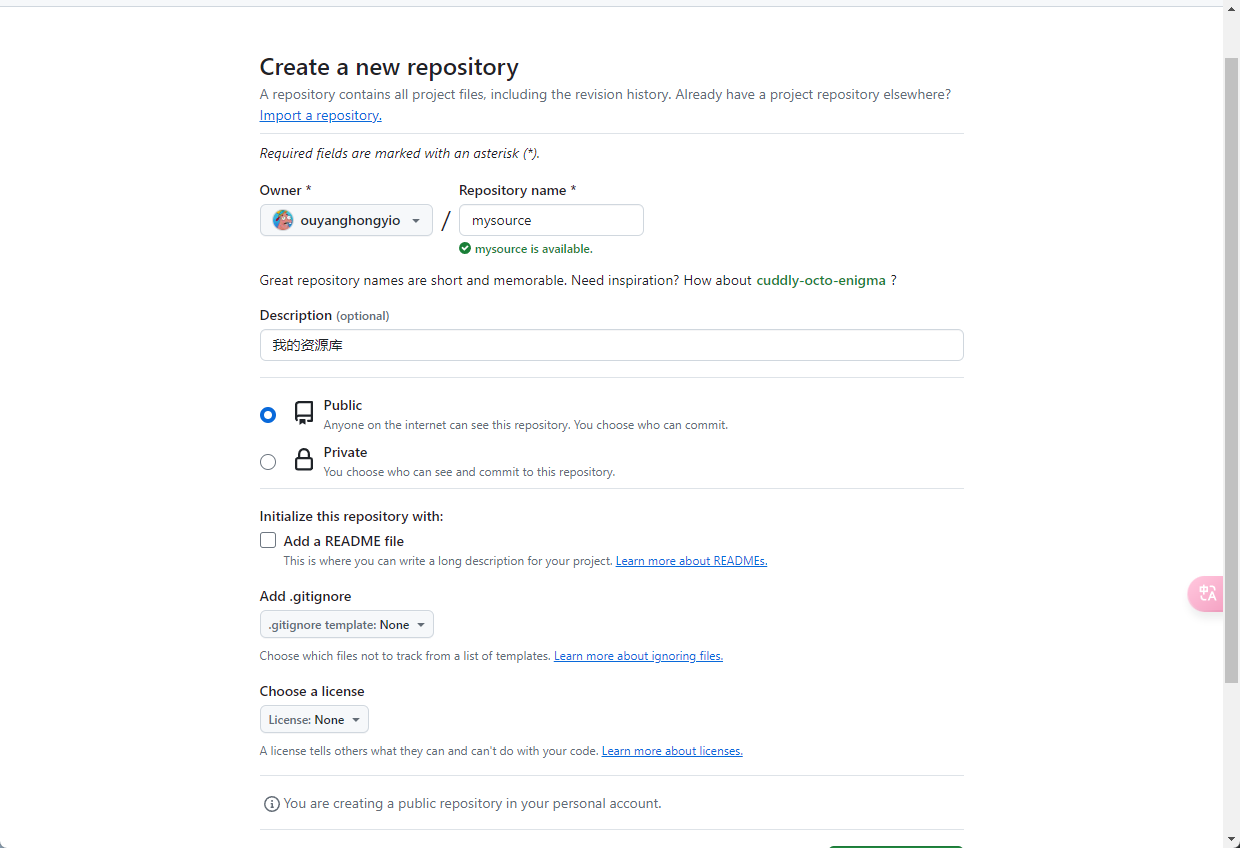 Create a new repository
A repository contains all project files, including the revision history. Already have a project repository elsewhere?
Import a repository.
Required fields are marked with an asterisk (*).
Owner *
Repository name *
ouyanghongyio
/
mysource
mysource is available.
Great repository names are short and memorable. Need inspiration? How about cuddly-octo-enigma ?
Description (optional)
我的资源库
Public
Anyone on the internet can see this repository. You choose who can commit.
Private
You choose who can see and commit to this repository.
Initialize this repository with:
Add a README file
This is where you can write a long description for your project. Learn more about READMEs.
Add .gitignore
.gitignore template: None
Choose which files not to track from a list of templates. Learn more about ignoring files.
Choose a license
License: None
A license tells others what they can and can't do with your code. Learn more about licenses.
You are creating a public repository in your personal account.
中A